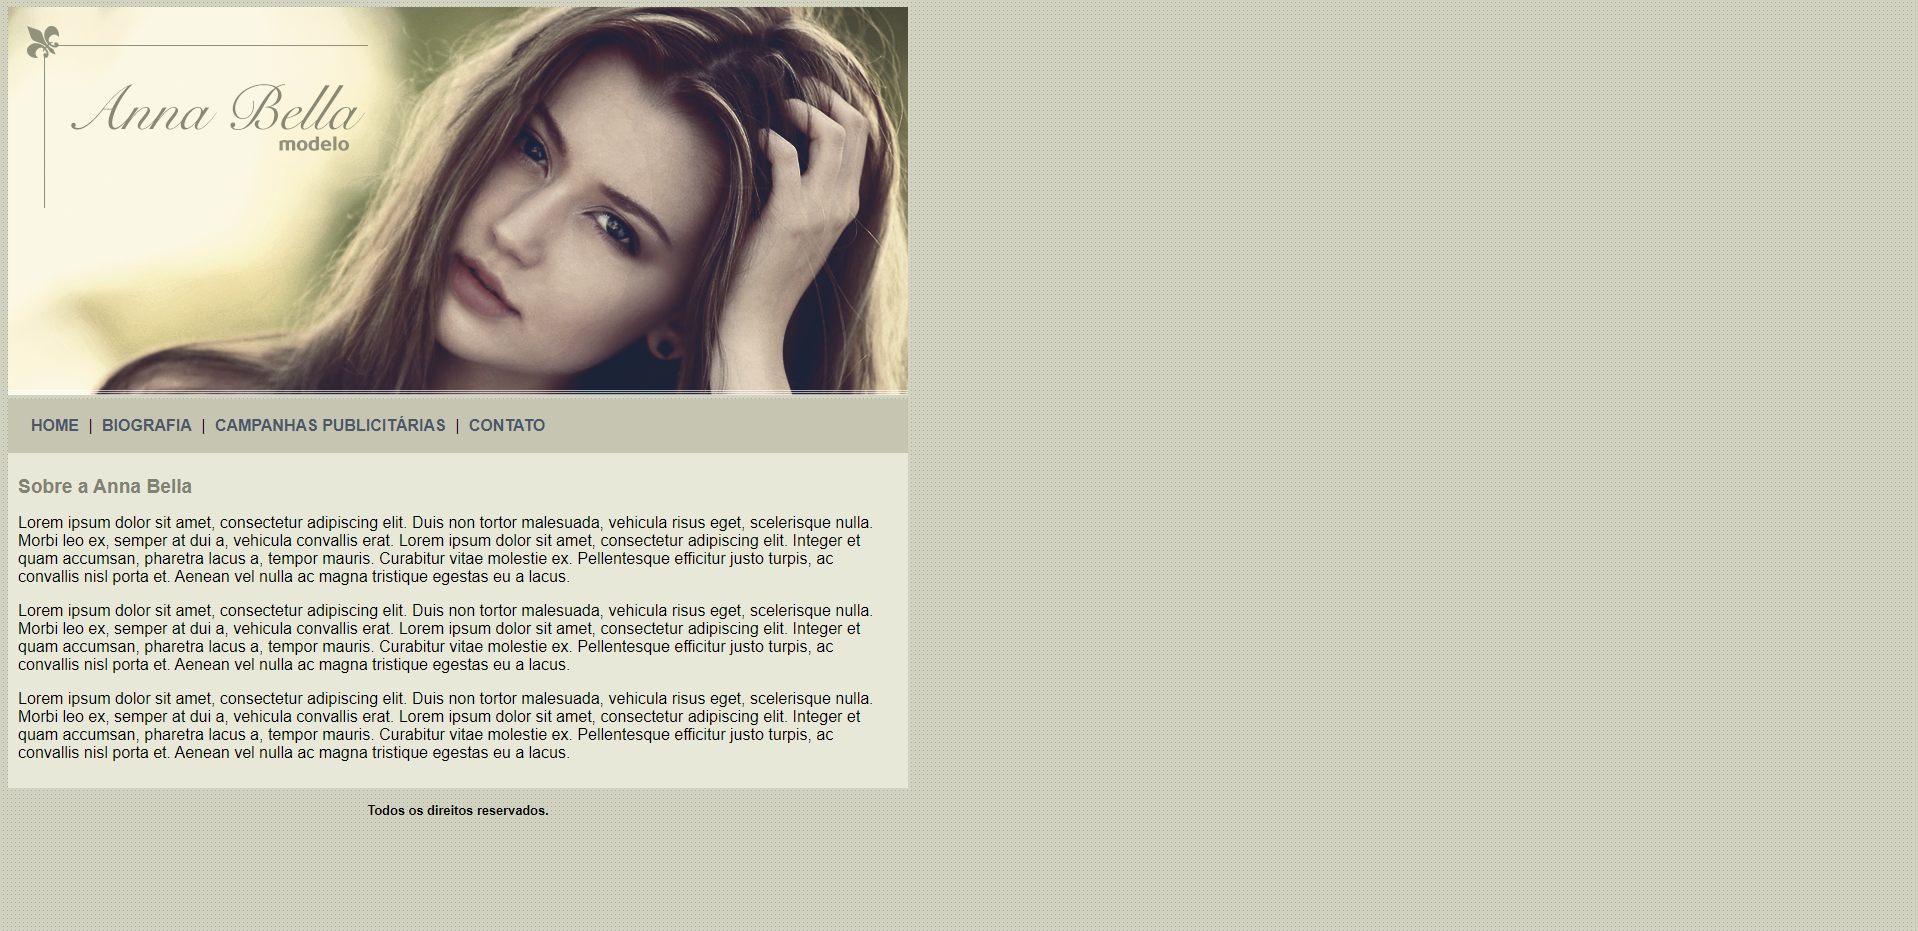 Anna Bella
modelo
HOME | BIOGRAFIA | CAMPANHAS PUBLICITÁRIAS | CONTATO
Sobre a Anna Bella
Lorem ipsum dolor sit amet, consectetur adipiscing elit. Duis non tortor malesuada, vehicula risus eget, scelerisque nulla.
Morbi leo ex, semper at dui a, vehicula convallis erat. Lorem ipsum dolor sit amet, consectetur adipiscing elit. Integer et
quam accumsan, pharetra lacus a, tempor mauris. Curabitur vitae molestie ex. Pellentesque efficitur justo turpis, ac
convallis nisl porta et. Aenean vel nulla ac magna tristique egestas eu a lacus.
Lorem ipsum dolor sit amet, consectetur adipiscing elit. Duis non tortor malesuada, vehicula risus eget, scelerisque nulla.
Morbi leo ex, semper at dui a, vehicula convallis erat. Lorem ipsum dolor sit amet, consectetur adipiscing elit. Integer et
quam accumsan, pharetra lacus a, tempor mauris. Curabitur vitae molestie ex. Pellentesque efficitur justo turpis, ac
convallis nisl porta et. Aenean vel nulla ac magna tristique egestas eu a lacus.
Lorem ipsum dolor sit amet, consectetur adipiscing elit. Duis non tortor malesuada, vehicula risus eget, scelerisque nulla.
Morbi leo ex, semper at dui a, vehicula convallis erat. Lorem ipsum dolor sit amet, consectetur adipiscing elit. Integer et
quam accumsan, pharetra lacus a, tempor mauris. Curabitur vitae molestie ex. Pellentesque efficitur justo turpis, ac
convallis nisl porta et. Aenean vel nulla ac magna tristique egestas eu a lacus.
Todos os direitos reservados.